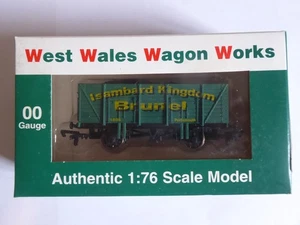 West Wales Wagon Works
00
Gauge
Isambard Kingdom
Brunel
Authentic 1:76 Scale Model